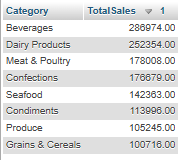 Category TotalSales 1
Beverages 286974.00
Dairy Products 252354.00
Meat & Poultry 178008.00
Confections 176679.00
Seafood 142363.00
Condiments 113996.00
Produce 105245.00
Grains & Cereals 100716.00